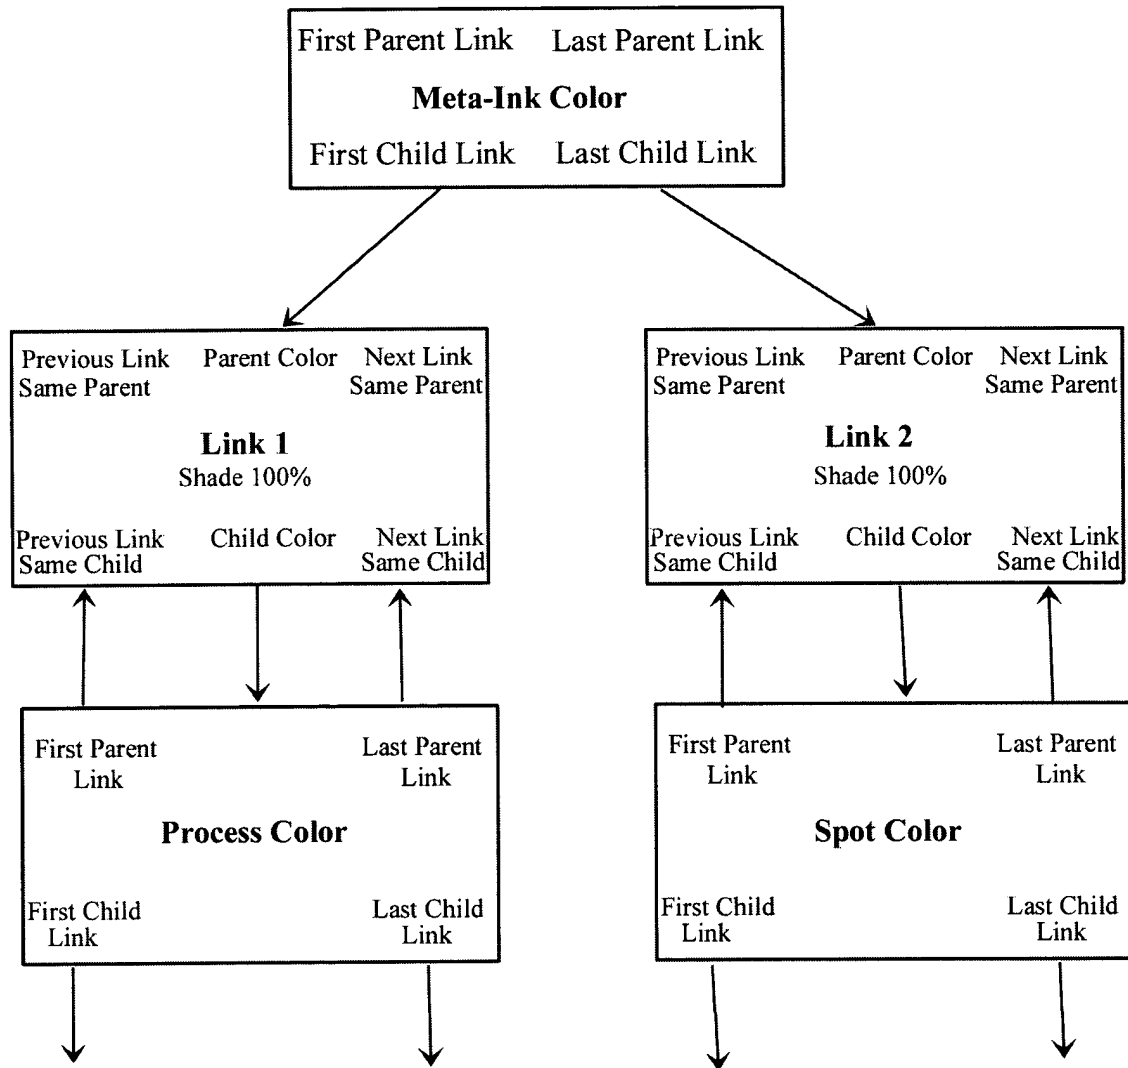 First Parent Link Last Parent Link
Meta-Ink Color
First Child Link Last Child Link
Previous Link Parent Color Next Link
Same Parent Same Parent
Link 1
Shade 100%
Previous Link Child Color Next Link
Same Child Same Child
Previous Link Parent Color Next Link
Same Parent Same Parent
Link 2
Shade 100%
Previous Link Child Color Next Link
Same Child Same Child
First Parent Last Parent
Link Link
Process Color
First Child Last Child
Link Link
First Parent Last Parent
Link Link
Spot Color
First Child Last Child
Link Link